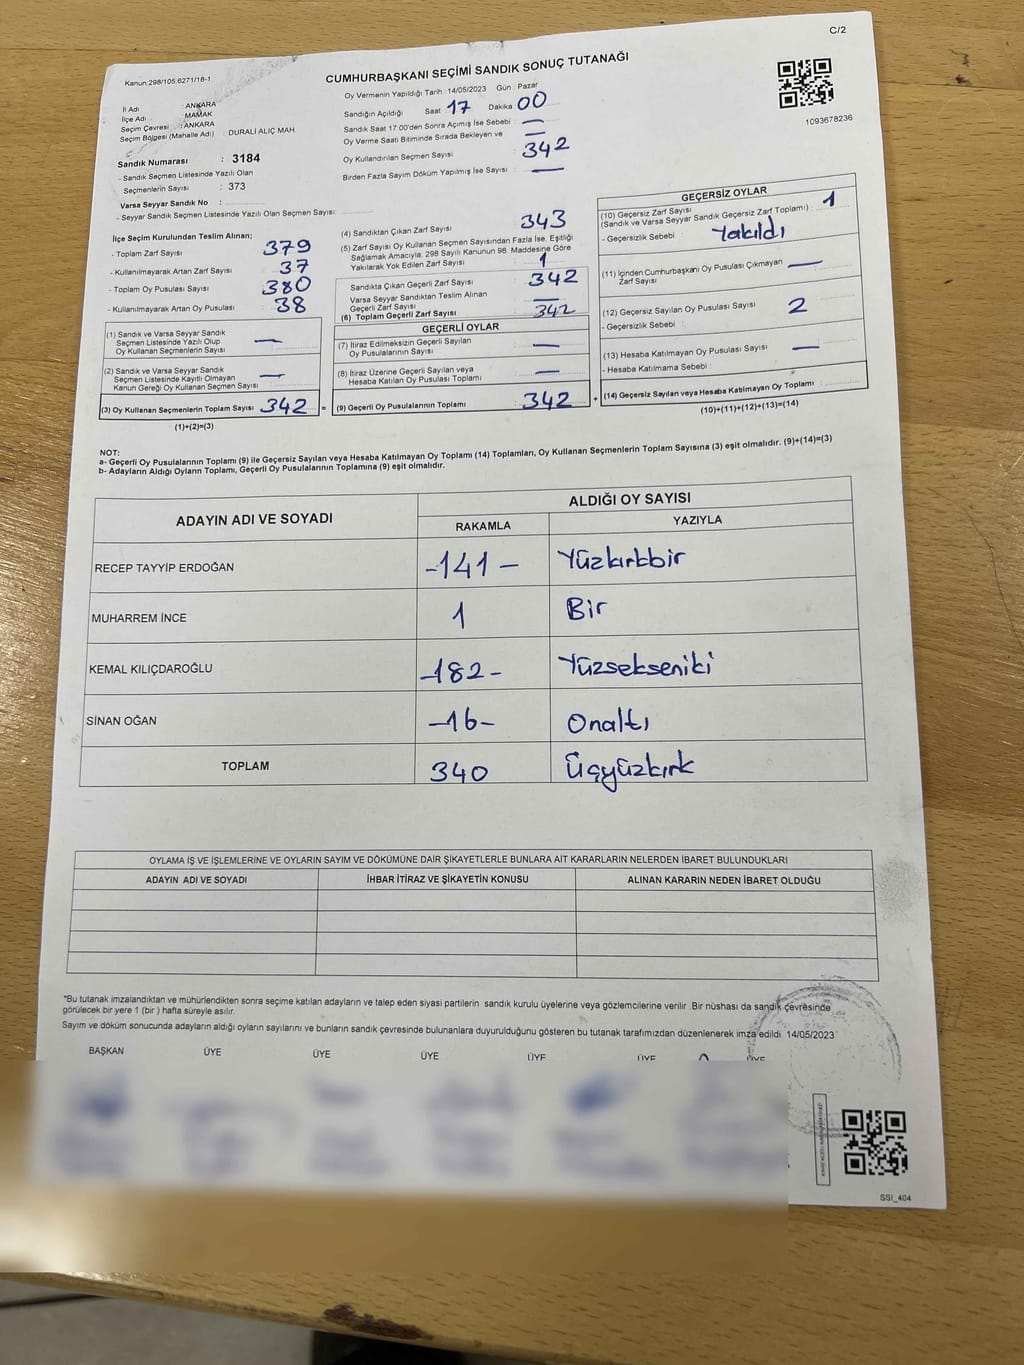 C/2
Kanun:298/105,6271/18-1
CUMHURBAŞKANI SEÇİMİ SANDIK SONUÇ TUTANAĞI
1093678236
İl Adı : ANKARA
İlçe Adı : MAMAK
Seçim Çevresi : ANKARA
Seçim Bölgesi (Mahalle Adı) : DURALİ ALIÇ MAH.
Sandık Numarası : 3184
- Sandık Seçmen Listesinde Yazılı Olan
Seçmenlerin Sayısı : 373
Varsa Seyyar Sandık No :
- Seyyar Sandık Seçmen Listesinde Yazılı Olan Seçmen Sayısı:
Oy Vermenin Yapıldığı Tarih : 14/05/2023 Gün : Pazar
Sandığın Açıldığı Saat 17 Dakika 00
Sandık Saat 17:00'den Sonra Açımış İse Sebebi : —
Oy Verme Saati Bitiminde Sırada Bekleyen ve —
Oy Kullandırılan Seçmen Sayısı 342
Birden Fazla Sayım Döküm Yapılmış İse Sayısı : —
İlçe Seçim Kurulundan Teslim Alınan;
- Toplam Zarf Sayısı 379
- Kullanılmayarak Artan Zarf Sayısı 37
- Toplam Oy Pusulası Sayısı 380
- Kullanılmayarak Artan Oy Pusulası 38
(1) Sandık ve Varsa Seyyar Sandık
Seçmen Listesinde Yazılı Olup
Oy Kullanan Seçmenlerin Sayısı —
(2) Sandık ve Varsa Seyyar Sandık
Seçmen Listesinde Kayıtlı Olmayan
Kanun Gereği Oy Kullanan Seçmen Sayısı —
(3) Oy Kullanan Seçmenlerin Toplam Sayısı 342 =
(1)+(2)=(3)
(4) Sandıktan Çıkan Zarf Sayısı 343
(5) Zarf Sayısı Oy Kullanan Seçmen Sayısından Fazla İse, Eşitliği
Sağlamak Amacıyla, 298 Sayılı Kanunun 98. Maddesine Göre
Yakılarak Yok Edilen Zarf Sayısı 1
Sandıkta Çıkan Geçerli Zarf Sayısı 342
Varsa Seyyar Sandıktan Teslim Alınan
Geçerli Zarf Sayısı —
(6) Toplam Geçerli Zarf Sayısı 342
GEÇERLİ OYLAR
(7) İtiraz Edilmeksizin Geçerli Sayılan
Oy Pusulalarının Sayısı —
(8) İtiraz Üzerine Geçerli Sayılan veya
Hesaba Katılan Oy Pusulası Toplamı —
(9) Geçerli Oy Pusulalarının Toplamı 342 +
GEÇERSİZ OYLAR
(10) Geçersiz Zarf Sayısı 1
(Sandık ve Varsa Seyyar Sandık Geçersiz Zarf Toplamı) :
- Geçersizlik Sebebi : Yakıldı
(11) İçinden Cumhurbaşkanı Oy Pusulası Çıkmayan —
Zarf Sayısı
(12) Geçersiz Sayılan Oy Pusulası Sayısı 2
- Geçersizlik Sebebi :
(13) Hesaba Katılmayan Oy Pusulası Sayısı —
- Hesaba Katılmama Sebebi :
(14) Geçersiz Sayılan veya Hesaba Katılmayan Oy Toplamı :
(10)+(11)+(12)+(13)=(14)
NOT:
a- Geçerli Oy Pusulalarının Toplamı (9) ile Geçersiz Sayılan veya Hesaba Katılmayan Oy Toplamı (14) Toplamları, Oy Kullanan Seçmenlerin Toplam Sayısına (3) eşit olmalıdır. (9)+(14)=(3)
b- Adayların Aldığı Oyların Toplamı, Geçerli Oy Pusulalarının Toplamına (9) eşit olmalıdır.
ADAYIN ADI VE SOYADI ALDIĞI OY SAYISI
RAKAMLA YAZIYLA
RECEP TAYYİP ERDOĞAN -141- Yüzkırkbir
MUHARREM İNCE 1 Bir
KEMAL KILIÇDAROĞLU -182- Yüzsekseniki
SİNAN OĞAN -16- Onaltı
TOPLAM 340 Üçyüzkırk
OYLAMA İŞ VE İŞLEMLERİNE VE OYLARIN SAYIM VE DÖKÜMÜNE DAİR ŞİKAYETLERLE BUNLARA AİT KARARLARIN NELERDEN İBARET BULUNDUKLARI
ADAYIN ADI VE SOYADI İHBAR İTİRAZ VE ŞİKAYETİN KONUSU ALINAN KARARIN NEDEN İBARET OLDUĞU
*Bu tutanak imzalandıktan ve mühürlendikten sonra seçime katılan adayların ve talep eden siyasi partilerin sandık kurulu üyelerine veya gözlemcilerine verilir .Bir nüshası da sandık çevresinde
görülecek bir yere 1 (bir ) hafta süreyle asılır.
Sayım ve döküm sonucunda adayların aldığı oyların sayılarını ve bunların sandık çevresinde bulunanlara duyurulduğunu gösteren bu tutanak tarafımızdan düzenlenerek imza edildi. 14/05/2023
BAŞKAN ÜYE ÜYE ÜYE ÜYE ÜYE ÜYE
SSI_404